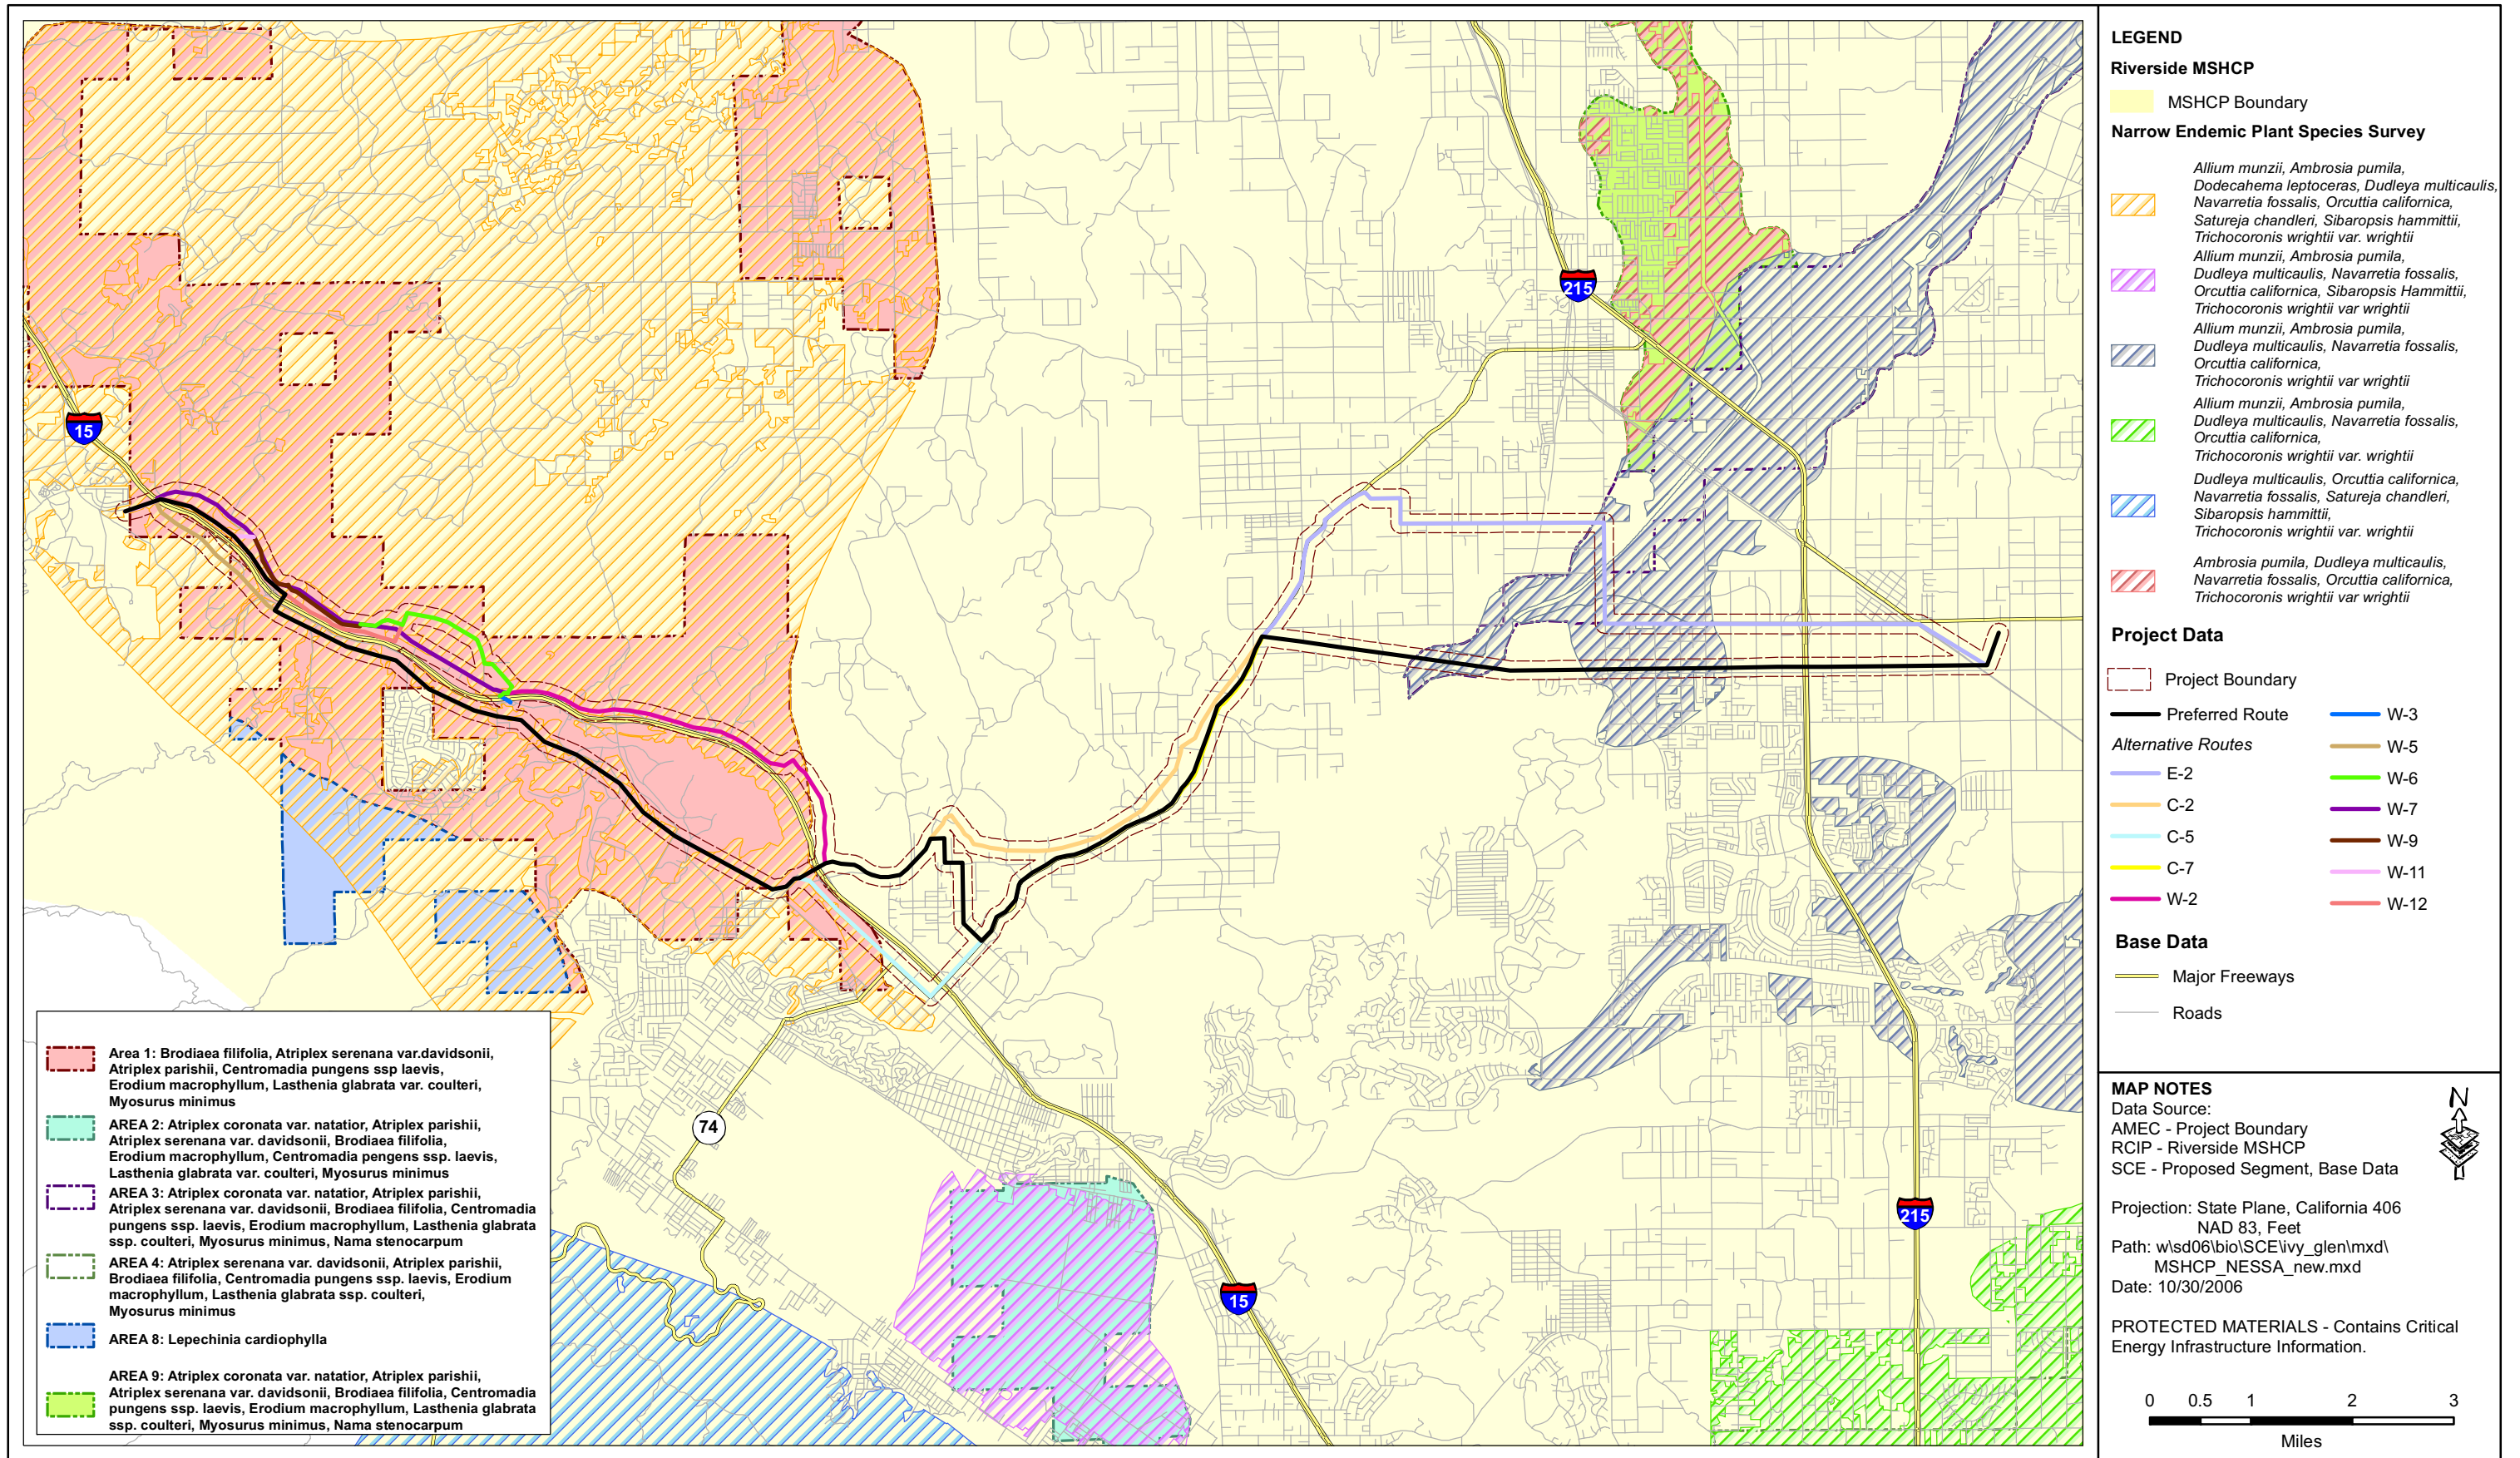 215
15
74
15
215
Area 1: Brodiaea filifolia, Atriplex serenana var.davidsonii,
Atriplex parishii, Centromadia pungens ssp laevis,
Erodium macrophyllum, Lasthenia glabrata var. coulteri,
Myosurus minimus
AREA 2: Atriplex coronata var. natatior, Atriplex parishii,
Atriplex serenana var. davidsonii, Brodiaea filifolia,
Erodium macrophyllum, Centromadia pengens ssp. laevis,
Lasthenia glabrata var. coulteri, Myosurus minimus
AREA 3: Atriplex coronata var. natatior, Atriplex parishii,
Atriplex serenana var. davidsonii, Brodiaea filifolia, Centromadia
pungens ssp. laevis, Erodium macrophyllum, Lasthenia glabrata
ssp. coulteri, Myosurus minimus, Nama stenocarpum
AREA 4: Atriplex serenana var. davidsonii, Atriplex parishii,
Brodiaea filifolia, Centromadia pungens ssp. laevis, Erodium
macrophyllum, Lasthenia glabrata ssp. coulteri,
Myosurus minimus
AREA 8: Lepechinia cardiophylla
AREA 9: Atriplex coronata var. natatior, Atriplex parishii,
Atriplex serenana var. davidsonii, Brodiaea filifolia, Centromadia
pungens ssp. laevis, Erodium macrophyllum, Lasthenia glabrata
ssp. coulteri, Myosurus minimus, Nama stenocarpum
LEGEND
Riverside MSHCP
MSHCP Boundary
Narrow Endemic Plant Species Survey
Allium munzii, Ambrosia pumila,
Dodecahema leptoceras, Dudleya multicaulis,
Navarretia fossalis, Orcuttia californica,
Satureja chandleri, Sibaropsis hammittii,
Trichocoronis wrightii var. wrightii
Allium munzii, Ambrosia pumila,
Dudleya multicaulis, Navarretia fossalis,
Orcuttia californica, Sibaropsis Hammittii,
Trichocoronis wrightii var wrightii
Allium munzii, Ambrosia pumila,
Dudleya multicaulis, Navarretia fossalis,
Orcuttia californica,
Trichocoronis wrightii var wrightii
Allium munzii, Ambrosia pumila,
Dudleya multicaulis, Navarretia fossalis,
Orcuttia californica,
Trichocoronis wrightii var. wrightii
Dudleya multicaulis, Orcuttia californica,
Navarretia fossalis, Satureja chandleri,
Sibaropsis hammittii,
Trichocoronis wrightii var. wrightii
Ambrosia pumila, Dudleya multicaulis,
Navarretia fossalis, Orcuttia californica,
Trichocoronis wrightii var wrightii
Project Data
Project Boundary
Preferred Route
Alternative Routes
E-2
C-2
C-5
C-7
W-2
W-3
W-5
W-6
W-7
W-9
W-11
W-12
Base Data
Major Freeways
Roads
MAP NOTES
Data Source:
AMEC - Project Boundary
RCIP - Riverside MSHCP
SCE - Proposed Segment, Base Data
Projection: State Plane, California 406
NAD 83, Feet
Path: w\sd06\bio\SCE\ivy_glen\mxd\
MSHCP_NESSA_new.mxd
Date: 10/30/2006
PROTECTED MATERIALS - Contains Critical
Energy Infrastructure Information.
N
0 0.5 1 2 3
Miles